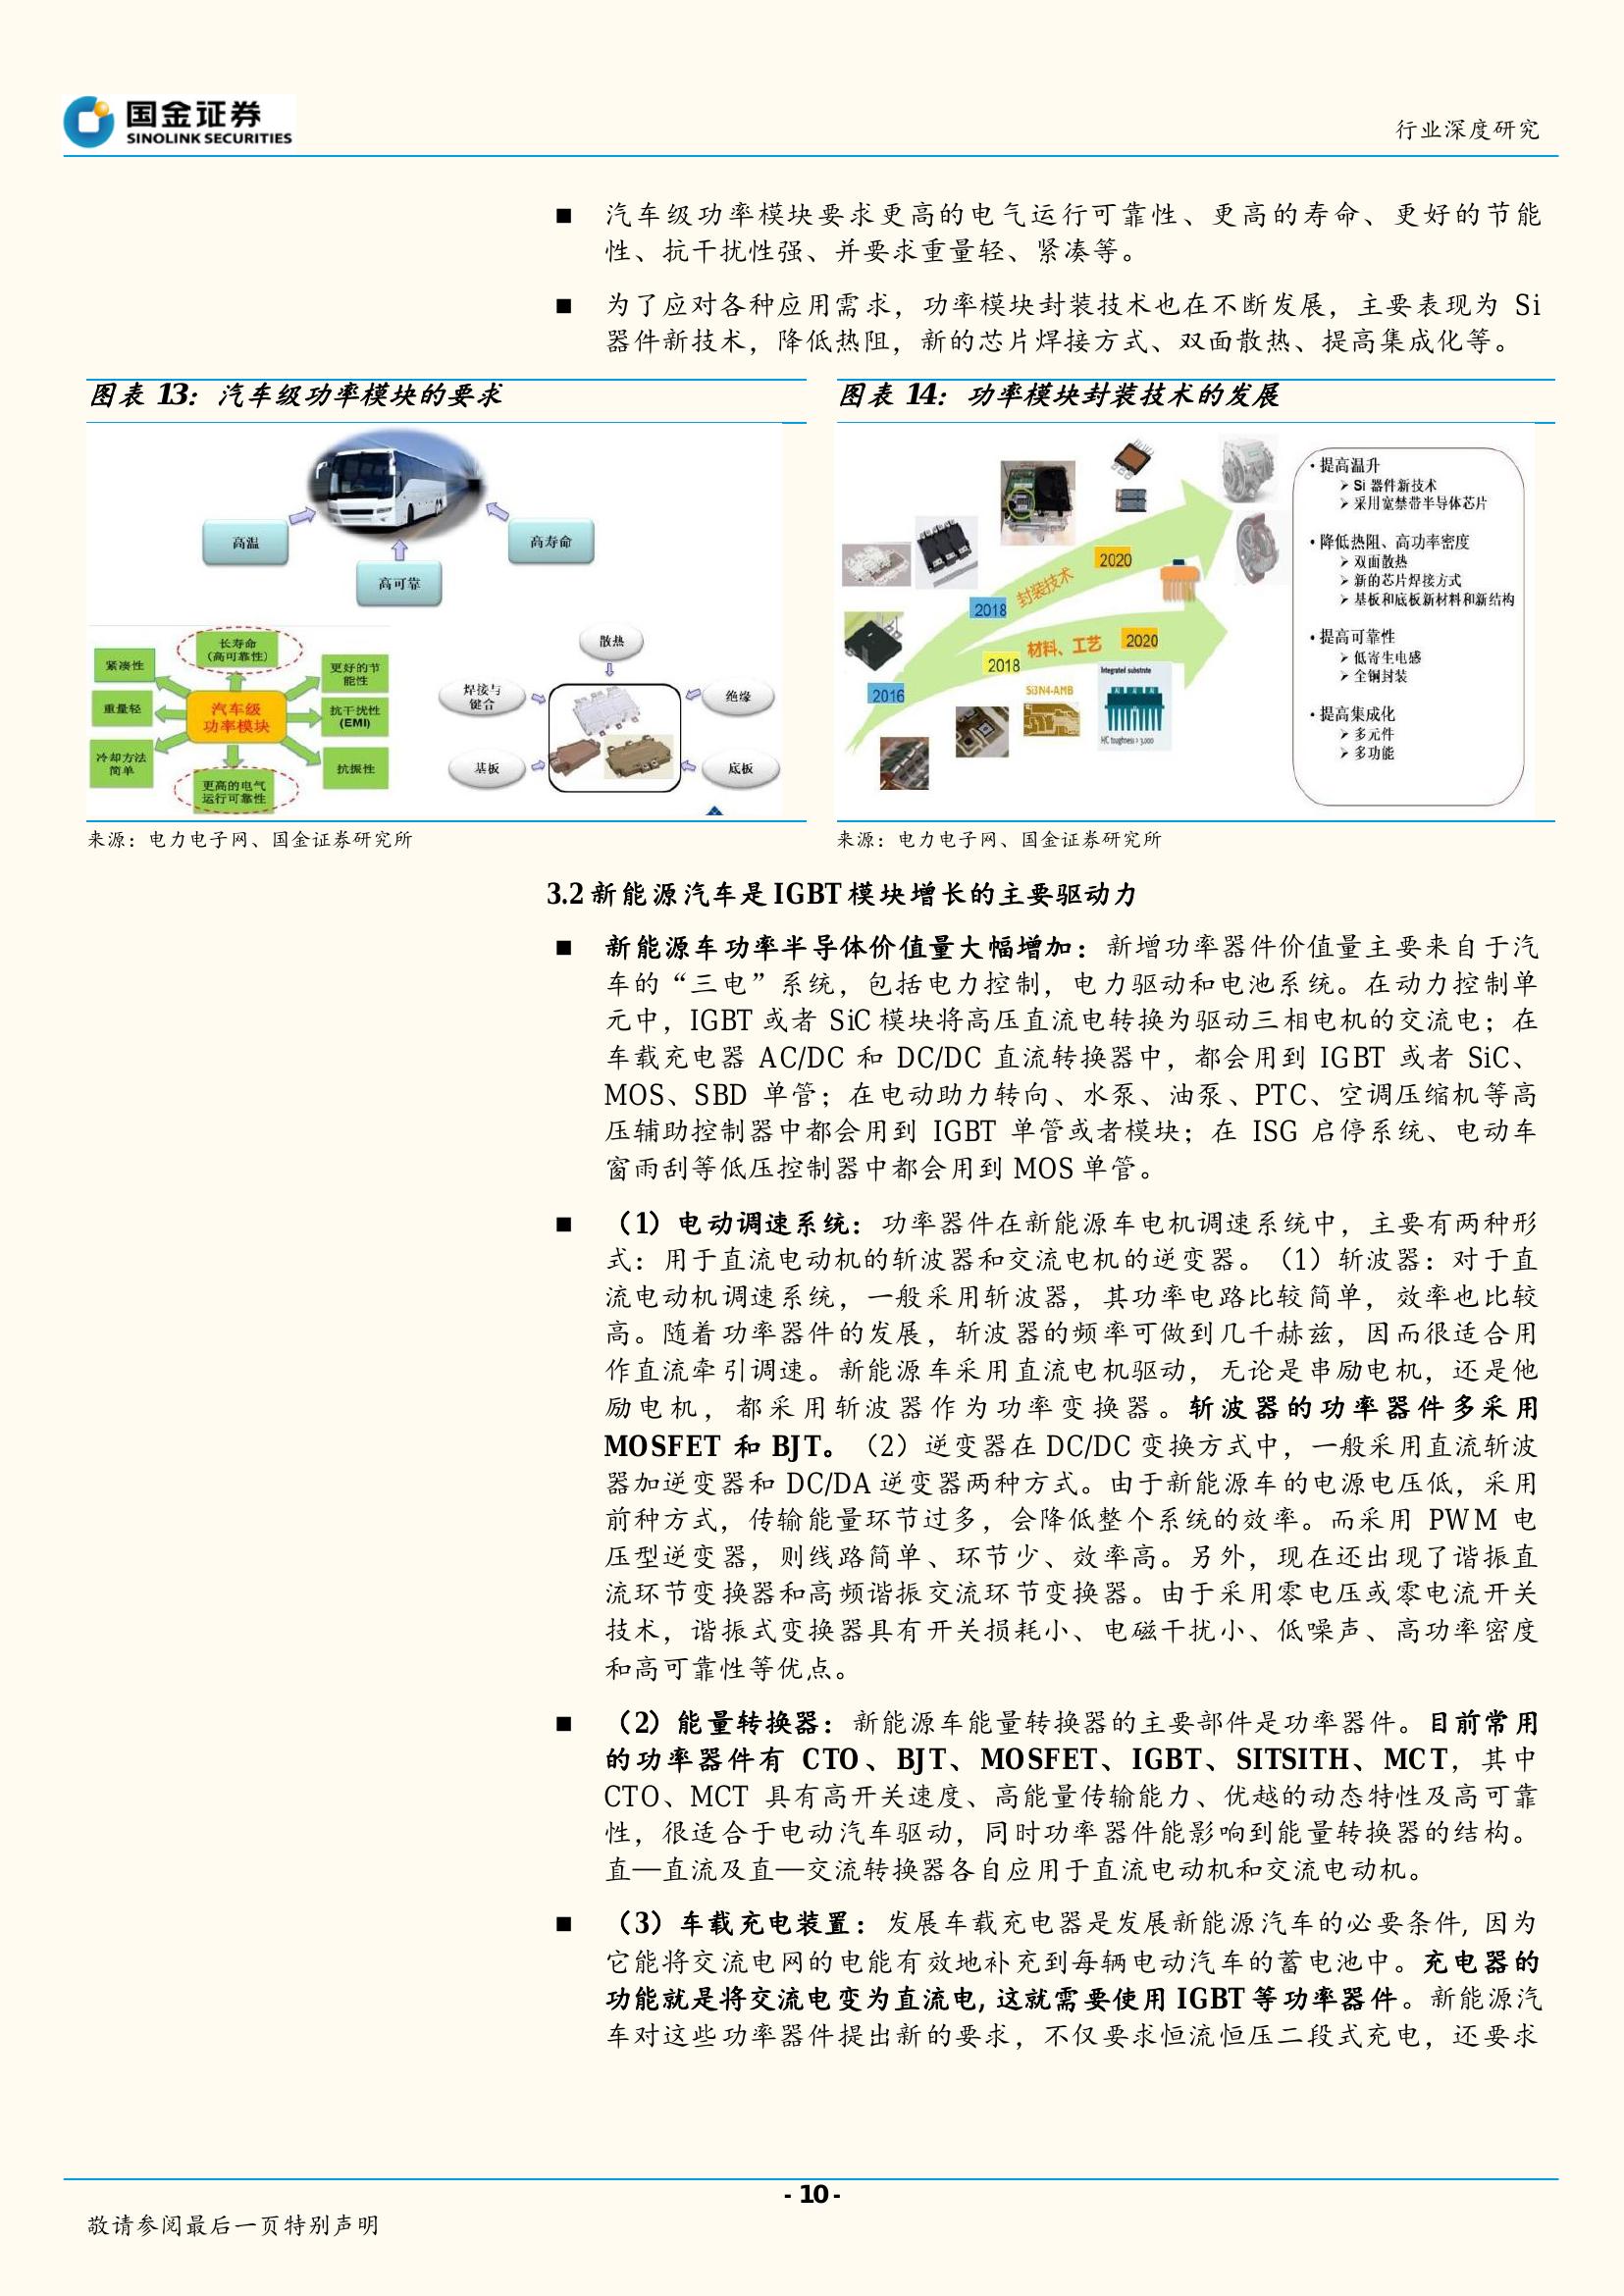 国金证券
SINOLINK SECURITIES
行业深度研究
■ 汽车级功率模块要求更高的电气运行可靠性、更高的寿命、更好的节能
性、抗干扰性强、并要求重量轻、紧凑等。
■ 为了应对各种应用需求，功率模块封装技术也在不断发展，主要表现为 Si
器件新技术，降低热阻，新的芯片焊接方式、双面散热、提高集成化等。
图表 13：汽车级功率模块的要求
高温
高可靠
高寿命
紧凑性
长寿命
(高可靠性)
更好的节
能性
重量轻
汽车级
功率模块
抗干扰性
(EMI)
冷却方法
简单
更高的电气
运行可靠性
抗振性
散热
焊接与
键合
绝缘
基板
底板
来源：电力电子网、国金证券研究所
图表 14：功率模块封装技术的发展
2020
封装技术
2018
材料、工艺
2020
2018
2016
Si3N4-AMB
Integrated substrate
HC toughness = 3,000
• 提高温升
➢ Si 器件新技术
➢ 采用宽禁带半导体芯片
• 降低热阻、高功率密度
➢ 双面散热
➢ 新的芯片焊接方式
➢ 基板和底板新材料和新结构
• 提高可靠性
➢ 低寄生电感
➢ 全铜封装
• 提高集成化
➢ 多元件
➢ 多功能
来源：电力电子网、国金证券研究所
3.2 新能源汽车是 IGBT 模块增长的主要驱动力
■ 新能源车功率半导体价值量大幅增加：新增功率器件价值量主要来自于汽
车的“三电”系统，包括电力控制，电力驱动和电池系统。在动力控制单
元中，IGBT 或者 SiC 模块将高压直流电转换为驱动三相电机的交流电；在
车载充电器 AC/DC 和 DC/DC 直流转换器中，都会用到 IGBT 或者 SiC、
MOS、SBD 单管；在电动助力转向、水泵、油泵、PTC、空调压缩机等高
压辅助控制器中都会用到 IGBT 单管或者模块；在 ISG 启停系统、电动车
窗雨刮等低压控制器中都会用到 MOS 单管。
■ （1）电动调速系统：功率器件在新能源车电机调速系统中，主要有两种形
式：用于直流电动机的斩波器和交流电机的逆变器。（1）斩波器：对于直
流电动机调速系统，一般采用斩波器，其功率电路比较简单，效率也比较
高。随着功率器件的发展，斩波器的频率可做到几千赫兹，因而很适合用
作直流牵引调速。新能源车采用直流电机驱动，无论是串励电机，还是他
励电机，都采用斩波器作为功率变换器。斩波器的功率器件多采用
MOSFET 和 BJT。（2）逆变器在 DC/DC 变换方式中，一般采用直流斩波
器加逆变器和 DC/DA 逆变器两种方式。由于新能源车的电源电压低，采用
前种方式，传输能量环节过多，会降低整个系统的效率。而采用 PWM 电
压型逆变器，则线路简单、环节少、效率高。另外，现在还出现了谐振直
流环节变换器和高频谐振交流环节变换器。由于采用零电压或零电流开关
技术，谐振式变换器具有开关损耗小、电磁干扰小、低噪声、高功率密度
和高可靠性等优点。
■ （2）能量转换器：新能源车能量转换器的主要部件是功率器件。目前常用
的功率器件有 CTO、BJT、MOSFET、IGBT、SITSITH、MCT，其中
CTO、MCT 具有高开关速度、高能量传输能力、优越的动态特性及高可靠
性，很适合于电动汽车驱动，同时功率器件能影响到能量转换器的结构。
直—直流及直—交流转换器各自应用于直流电动机和交流电动机。
■ （3）车载充电装置：发展车载充电器是发展新能源汽车的必要条件, 因为
它能将交流电网的电能有效地补充到每辆电动汽车的蓄电池中。充电器的
功能就是将交流电变为直流电, 这就需要使用 IGBT 等功率器件。新能源汽
车对这些功率器件提出新的要求，不仅要求恒流恒压二段式充电，还要求
- 10 -
敬请参阅最后一页特别声明